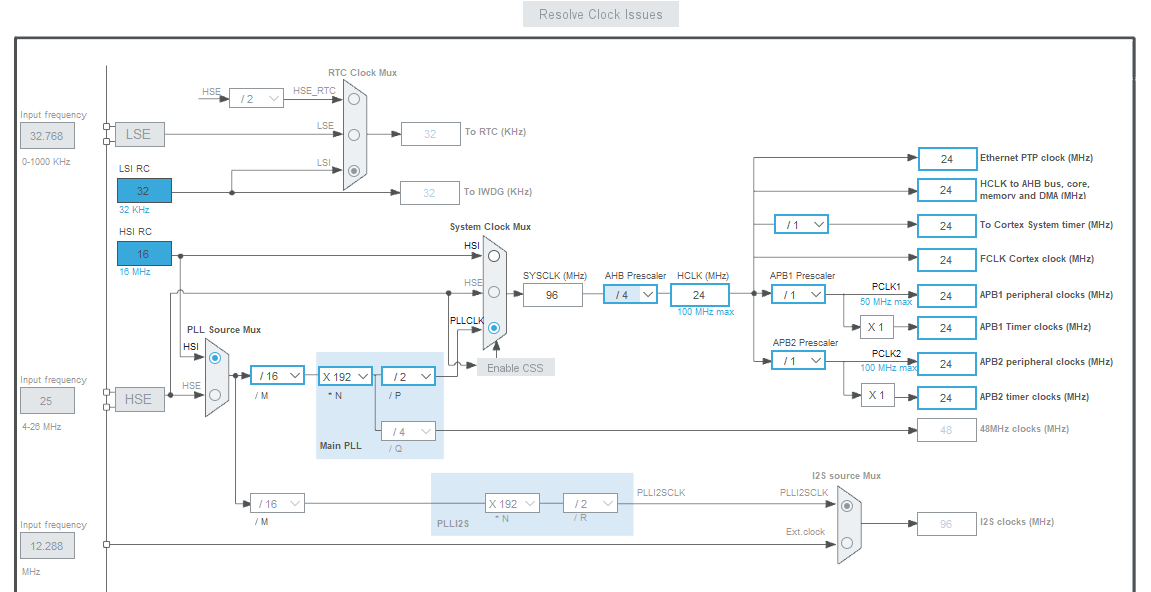 Resolve Clock Issues
RTC Clock Mux
HSE
/ 2
HSE_RTC
Input frequency
32.768
0-1000 KHz
LSE
LSE
32
To RTC (KHz)
LSI RC
32
32 KHz
LSI
32
To IWDG (KHz)
HSI RC
16
16 MHz
System Clock Mux
HSI
HSE
PLLCLK
SYSCLK (MHz)
96
AHB Prescaler
/ 4
HCLK (MHz)
24
100 MHz max
24
Ethernet PTP clock (MHz)
24
HCLK to AHB bus, core,
memory and DMA (MHz)
/ 1
24
To Cortex System timer (MHz)
24
FCLK Cortex clock (MHz)
APB1 Prescaler
/ 1
PCLK1
50 MHz max
24
APB1 peripheral clocks (MHz)
X 1
24
APB1 Timer clocks (MHz)
APB2 Prescaler
/ 1
PCLK2
100 MHz max
24
APB2 peripheral clocks (MHz)
X 1
24
APB2 timer clocks (MHz)
PLL Source Mux
HSI
HSE
Enable CSS
Input frequency
25
4-26 MHz
HSE
/ 16
/ M
X 192
* N
/ 2
/ P
/ 4
/ Q
Main PLL
48
48MHz clocks (MHz)
/ 16
/ M
PLLI2S
X 192
* N
/ 2
/ R
PLLI2SCLK
I2S source Mux
PLLI2SCLK
Ext.clock
96
I2S clocks (MHz)
Input frequency
12.288
MHz